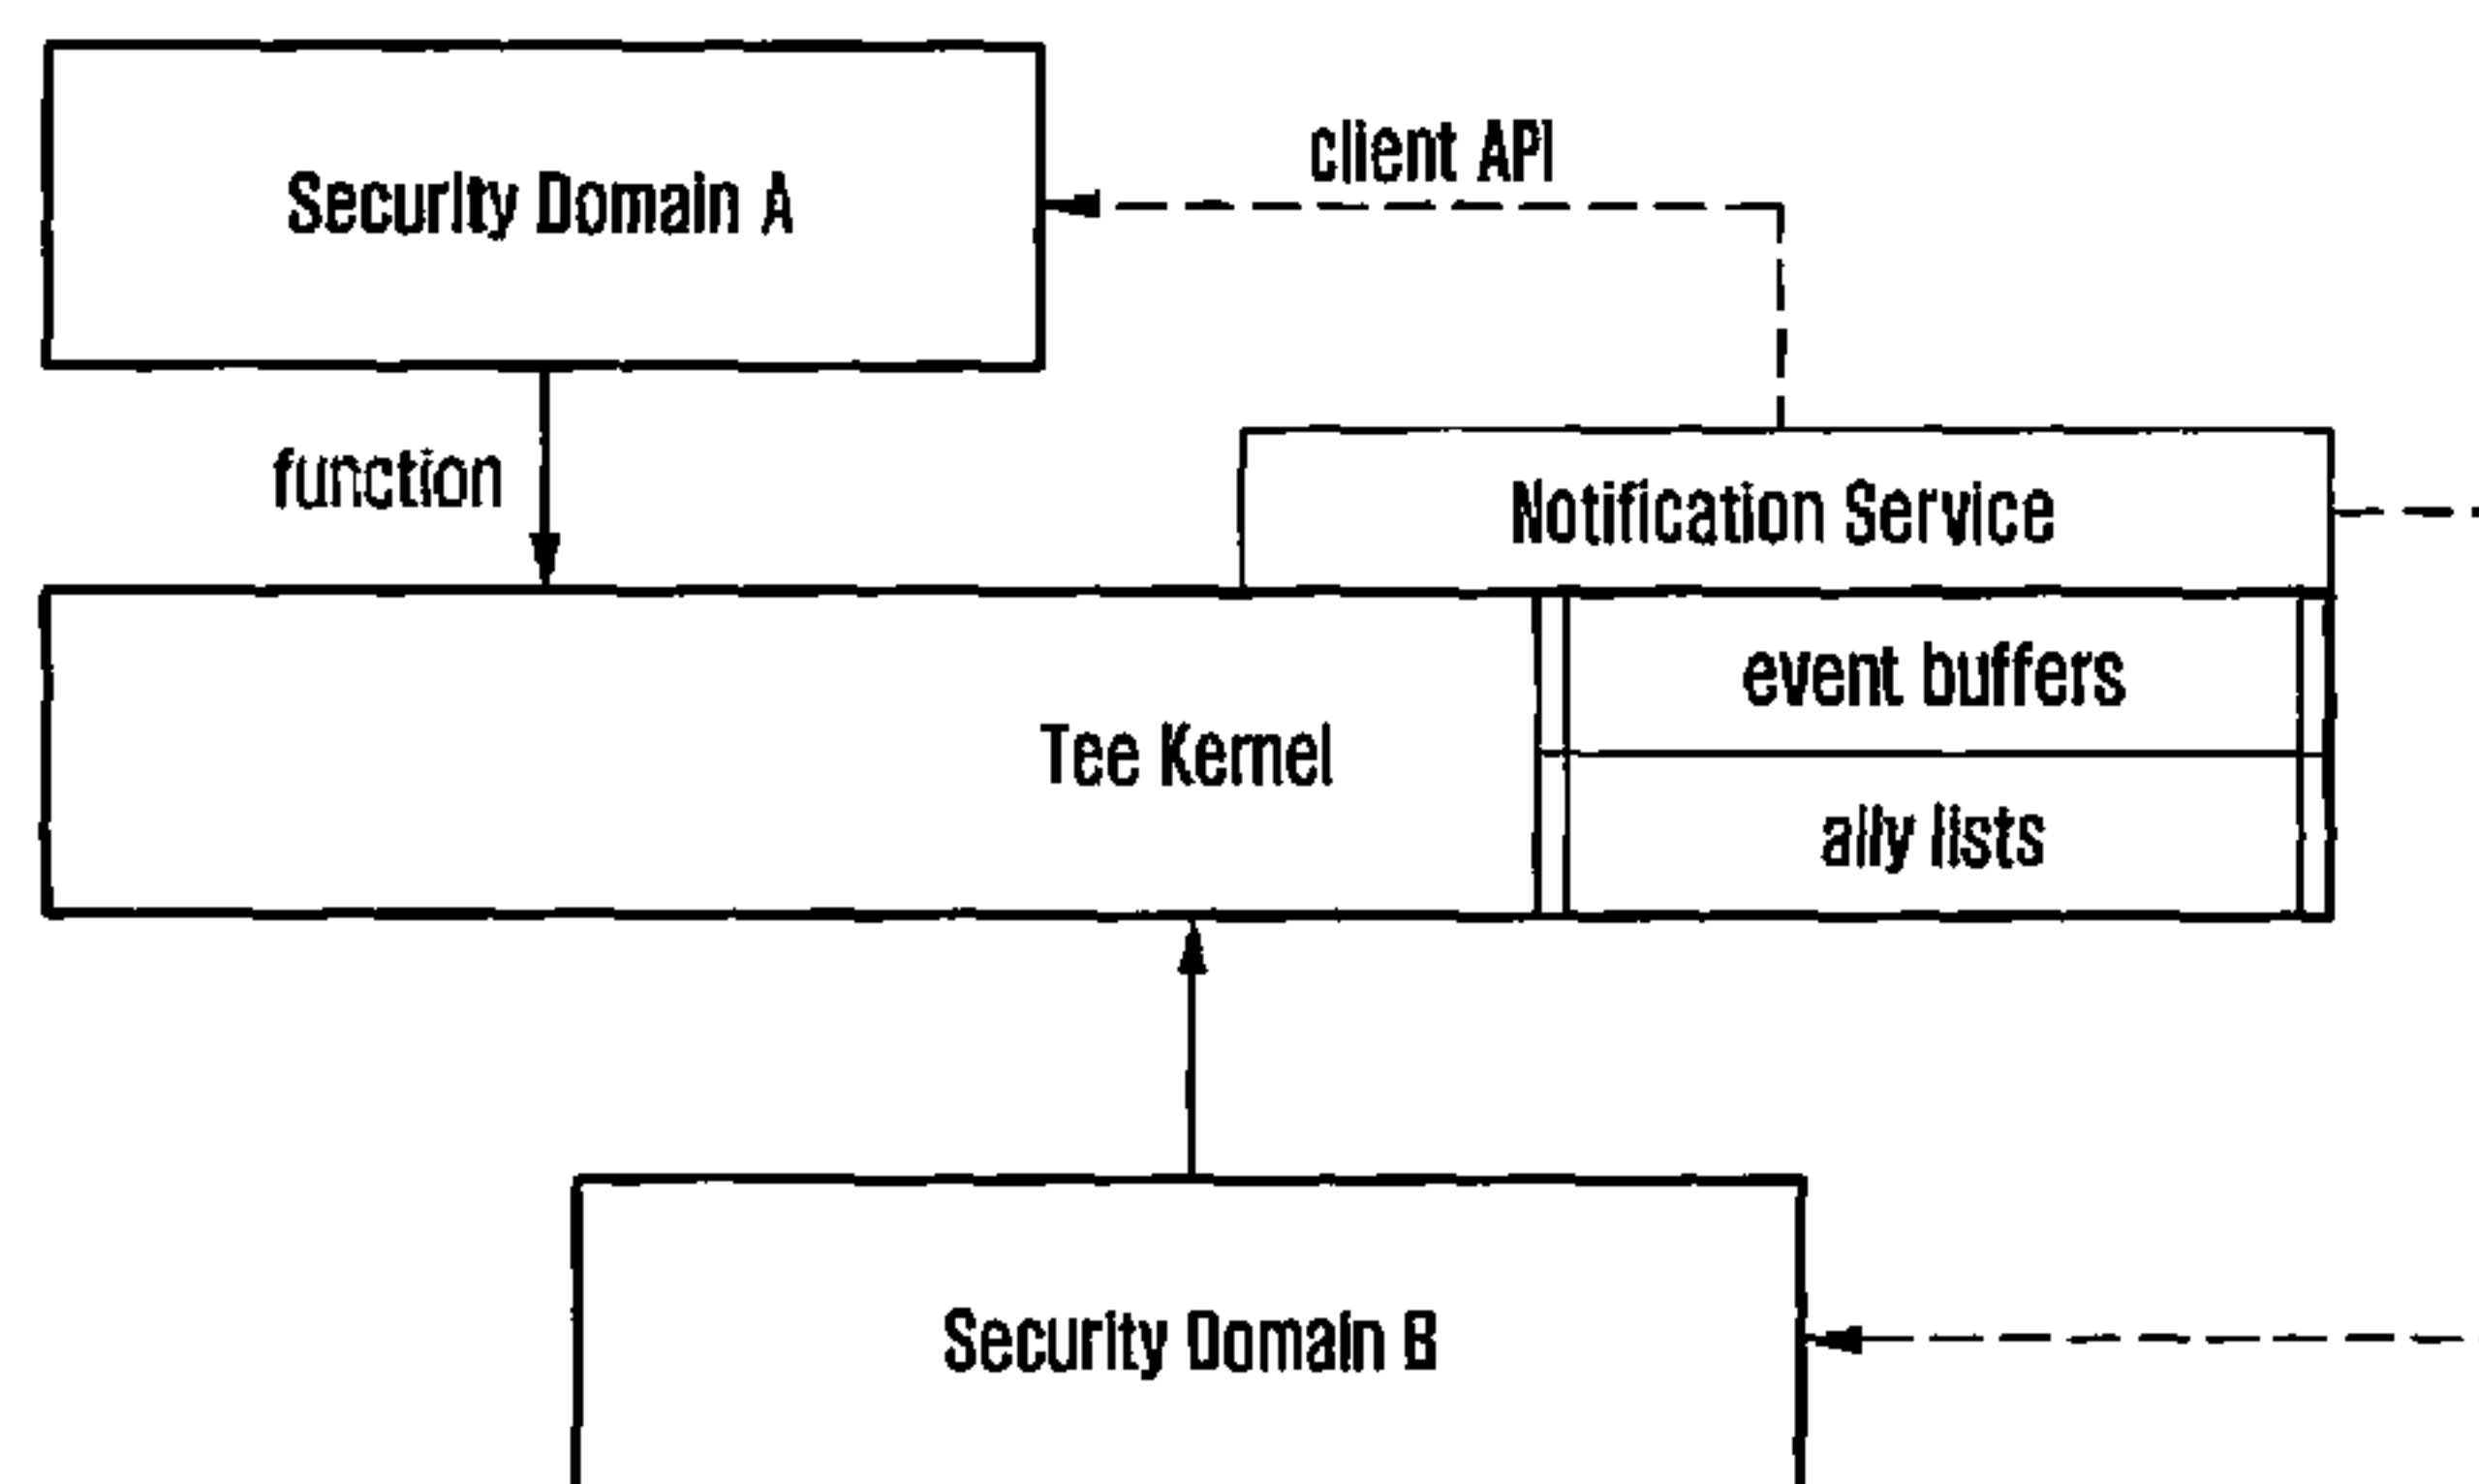 client API
Security Domain A
function
Notification Service
event buffers
Tee Kernel
ally lists
Security Domain B